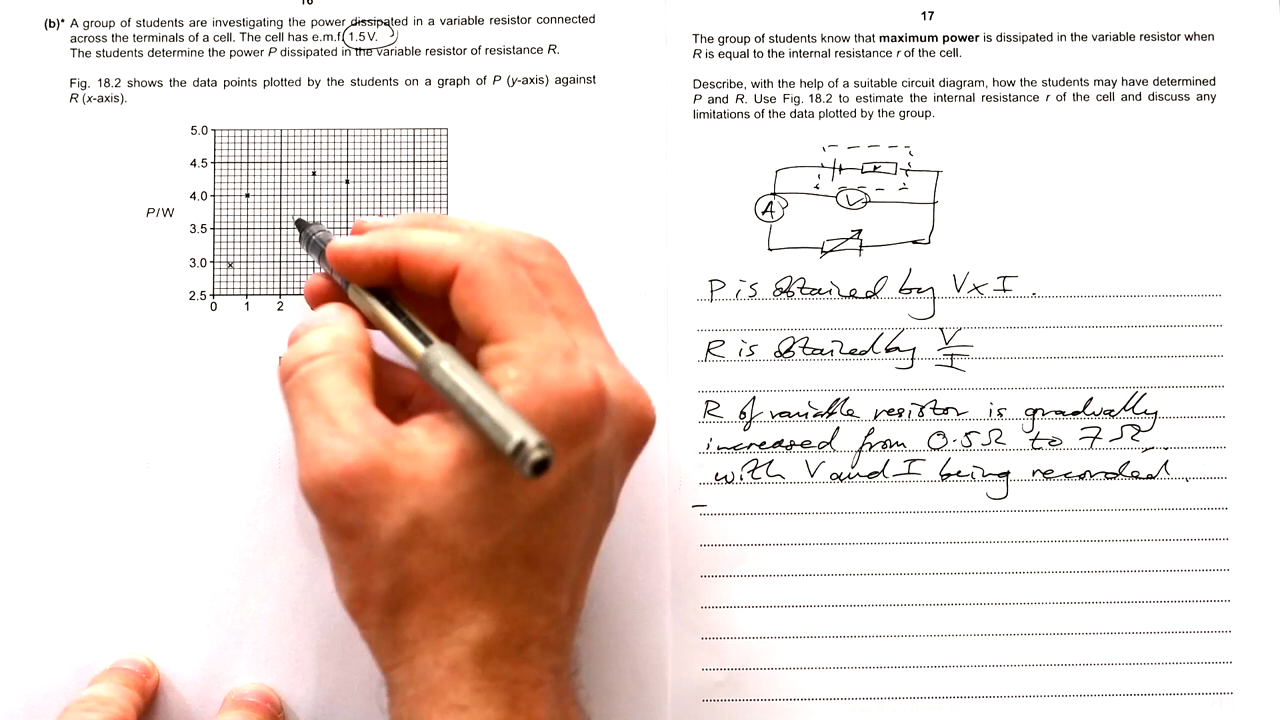 (b)* A group of students are investigating the power dissipated in a variable resistor connected
across the terminals of a cell. The cell has e.m.f. 1.5 V.
The students determine the power P dissipated in the variable resistor of resistance R.
Fig. 18.2 shows the data points plotted by the students on a graph of P (y-axis) against
R (x-axis).
5.0
4.5
4.0
P/W
3.5
3.0
2.5
0 1 2
17
The group of students know that maximum power is dissipated in the variable resistor when
R is equal to the internal resistance r of the cell.
Describe, with the help of a suitable circuit diagram, how the students may have determined
P and R. Use Fig. 18.2 to estimate the internal resistance r of the cell and discuss any
limitations of the data plotted by the group.
r
A
V
P is obtained by V x I.
R is obtained by V/I
R of variable resistor is gradually
increased from 0.5Ω to 7Ω
with V and I being recorded.